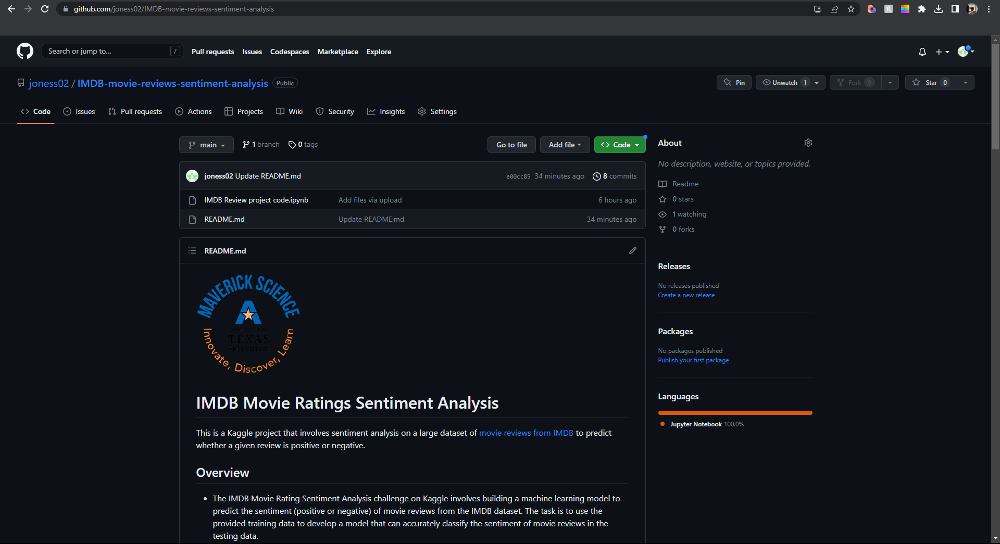 github.com/joness02/IMDB-movie-reviews-sentiment-analysis
Search or jump to... /
Pull requests Issues Codespaces Marketplace Explore
joness02 / IMDB-movie-reviews-sentiment-analysis Public
Pin Unwatch 1 Fork 0 Star 0
Code Issues Pull requests Actions Projects Wiki Security Insights Settings
main 1 branch 0 tags Go to file Add file Code
joness02 Update README.md e00cc85 34 minutes ago 8 commits
IMDB Review project code.ipynb Add files via upload 6 hours ago
README.md Update README.md 34 minutes ago
README.md
MAVERICK SCIENCE
UNIVERSITY OF
TEXAS
ARLINGTON
Innovate, Discover, Learn
IMDB Movie Ratings Sentiment Analysis
This is a Kaggle project that involves sentiment analysis on a large dataset of movie reviews from IMDB to predict
whether a given review is positive or negative.
Overview
The IMDB Movie Rating Sentiment Analysis challenge on Kaggle involves building a machine learning model to
predict the sentiment (positive or negative) of movie reviews from the IMDB dataset. The task is to use the
provided training data to develop a model that can accurately classify the sentiment of movie reviews in the
testing data.
About
No description, website, or topics provided.
Readme
0 stars
1 watching
0 forks
Releases
No releases published
Create a new release
Packages
No packages published
Publish your first package
Languages
Jupyter Notebook 100.0%